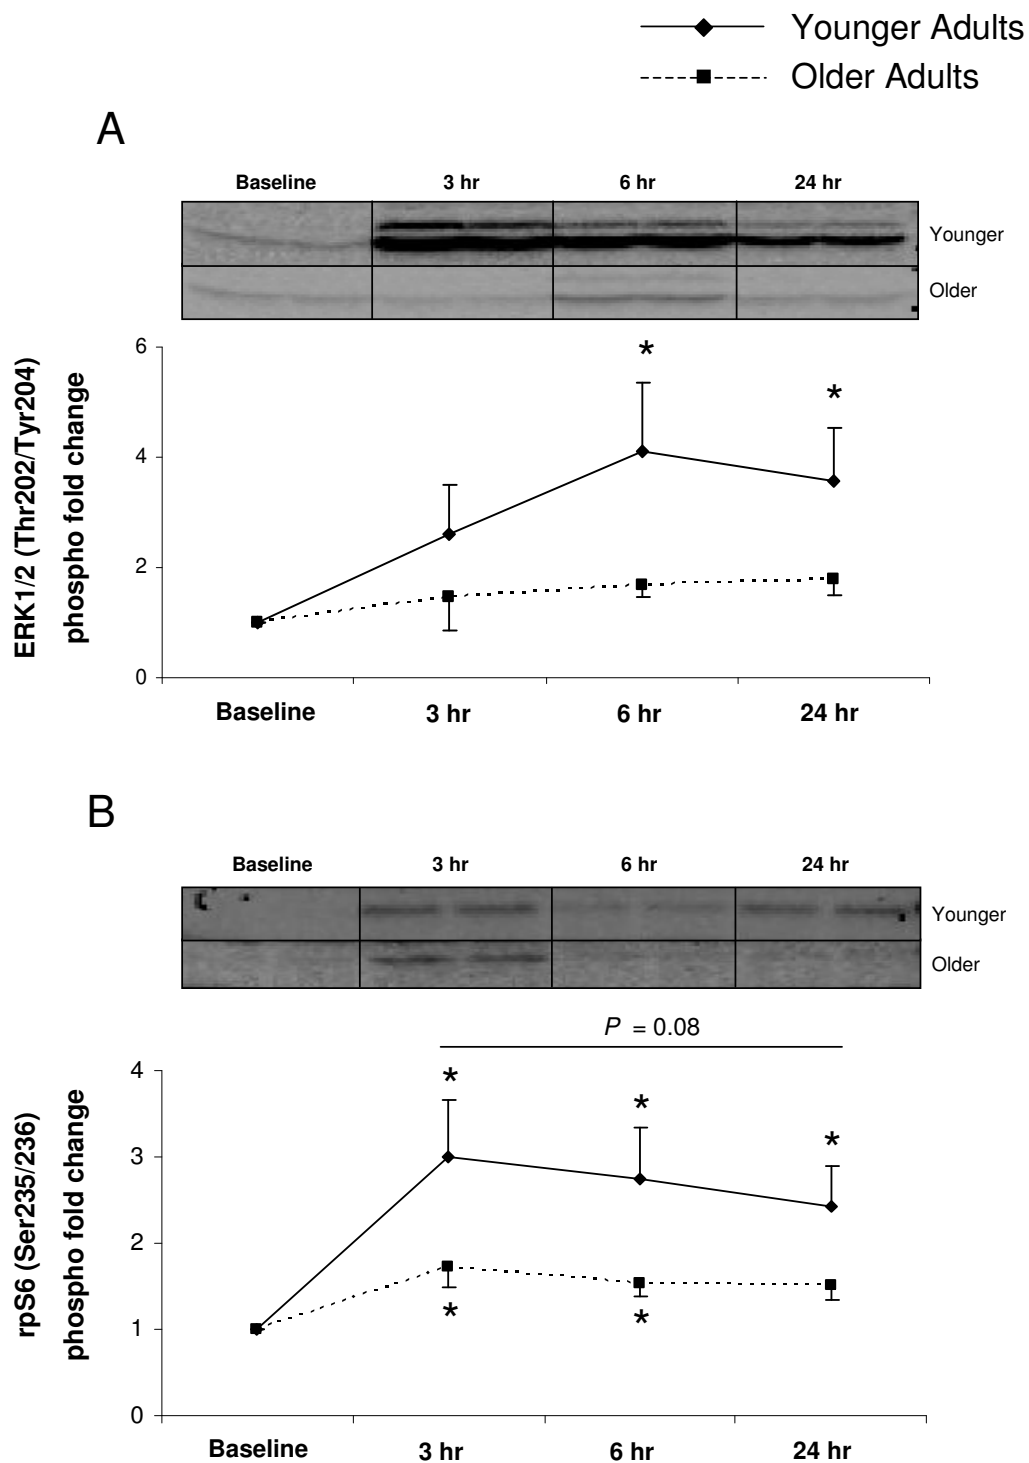 Younger Adults
Older Adults
A
Baseline 3 hr 6 hr 24 hr
Younger
Older
ERK1/2 (Thr202/Tyr204)
phospho fold change
6
*
*
4
2
0
Baseline 3 hr 6 hr 24 hr
B
Baseline 3 hr 6 hr 24 hr
Younger
Older
P = 0.08
rpS6 (Ser235/236)
phospho fold change
4
*
*
*
3
2
*
*
1
0
Baseline 3 hr 6 hr 24 hr